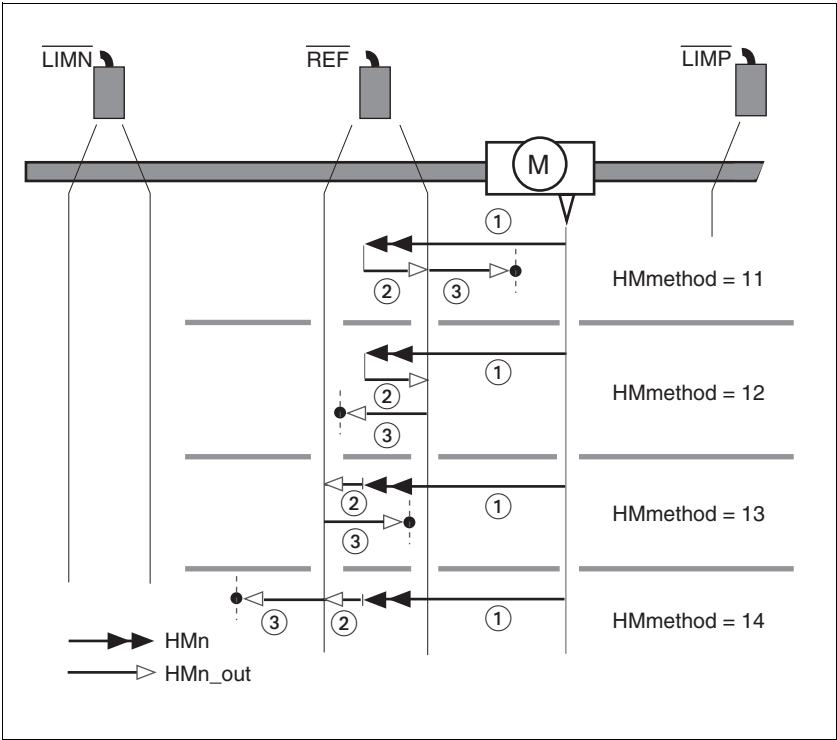 LIMN
REF
LIMP
M
1
2
3
HMmethod = 11
1
2
3
HMmethod = 12
2
1
3
HMmethod = 13
3
2
1
HMmethod = 14
HMn
HMn_out